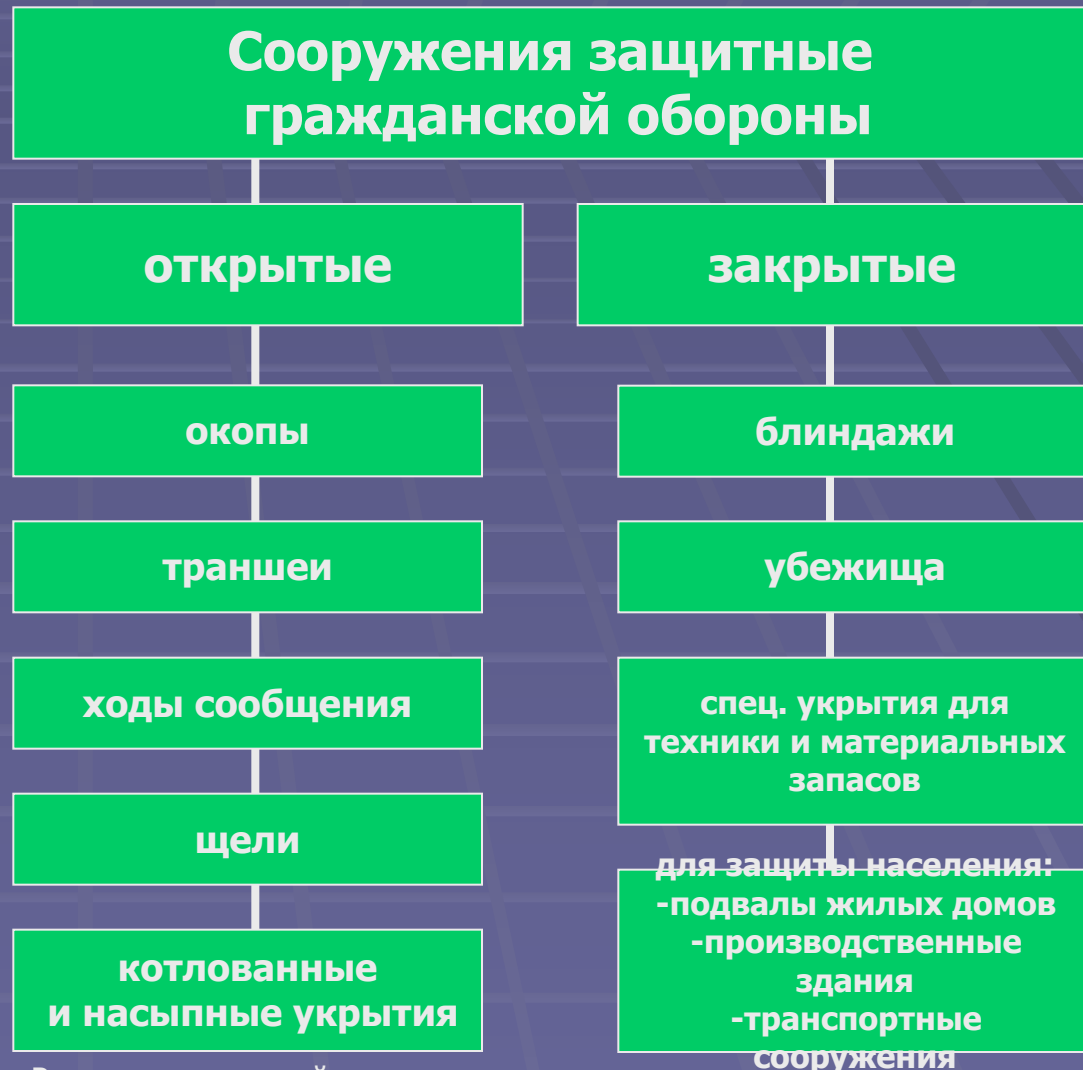 Сооружения защитные
гражданской обороны
открытые
закрытые
окопы
блиндажи
траншеи
убежища
ходы сообщения
спец. укрытия для
техники и материальных
запасов
щели
для защиты населения:
-подвалы жилых домов
-производственные
здания
-транспортные
сооружения
котлованные
и насыпные укрытия